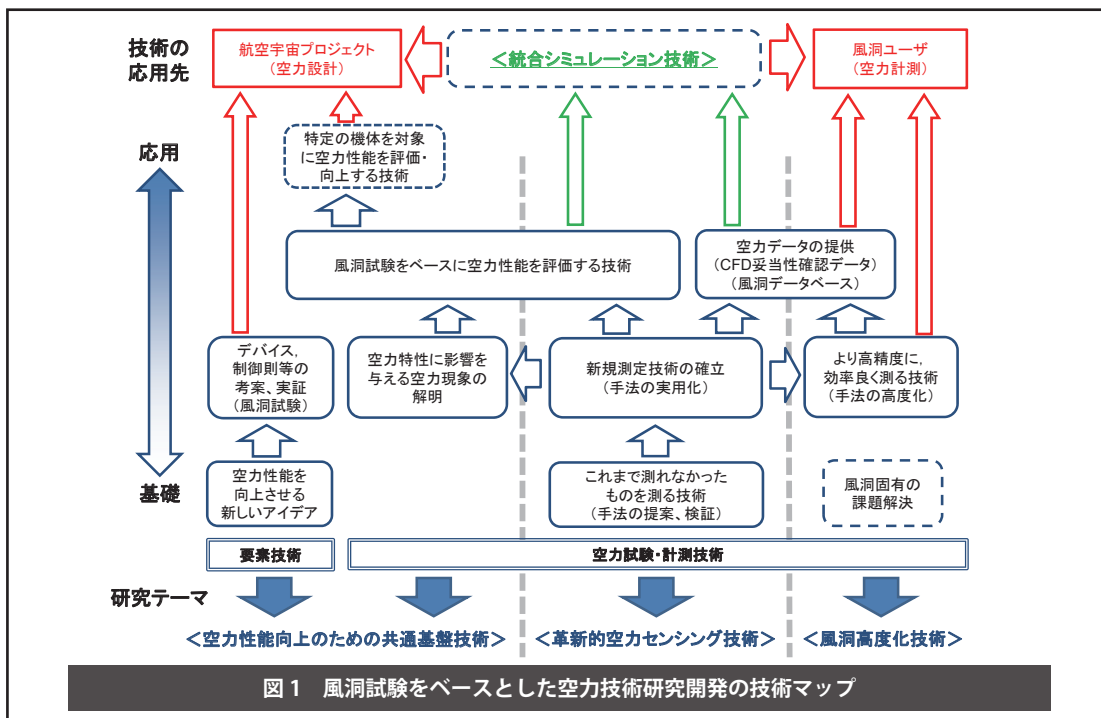 技術の
応用先
航空宇宙プロジェクト
（空力設計）
＜統合シミュレーション技術＞
風洞ユーザ
（空力計測）
応用
特定の機体を対象
に空力性能を評価・
向上する技術
風洞試験をベースに空力性能を評価する技術
空力データの提供
（CFD妥当性確認データ）
（風洞データベース）
デバイス，
制御則等の
考案、実証
（風洞試験）
空力特性に影響を
与える空力現象の
解明
新規測定技術の確立
（手法の実用化）
より高精度に，
効率良く測る技術
（手法の高度化）
基礎
空力性能を
向上させる
新しいアイデア
これまで測れなかった
ものを測る技術
（手法の提案、検証）
風洞固有の
課題解決
要素技術
空力試験・計測技術
研究テーマ
＜空力性能向上のための共通基盤技術＞
＜革新的空力センシング技術＞
＜風洞高度化技術＞
図1　風洞試験をベースとした空力技術研究開発の技術マップ